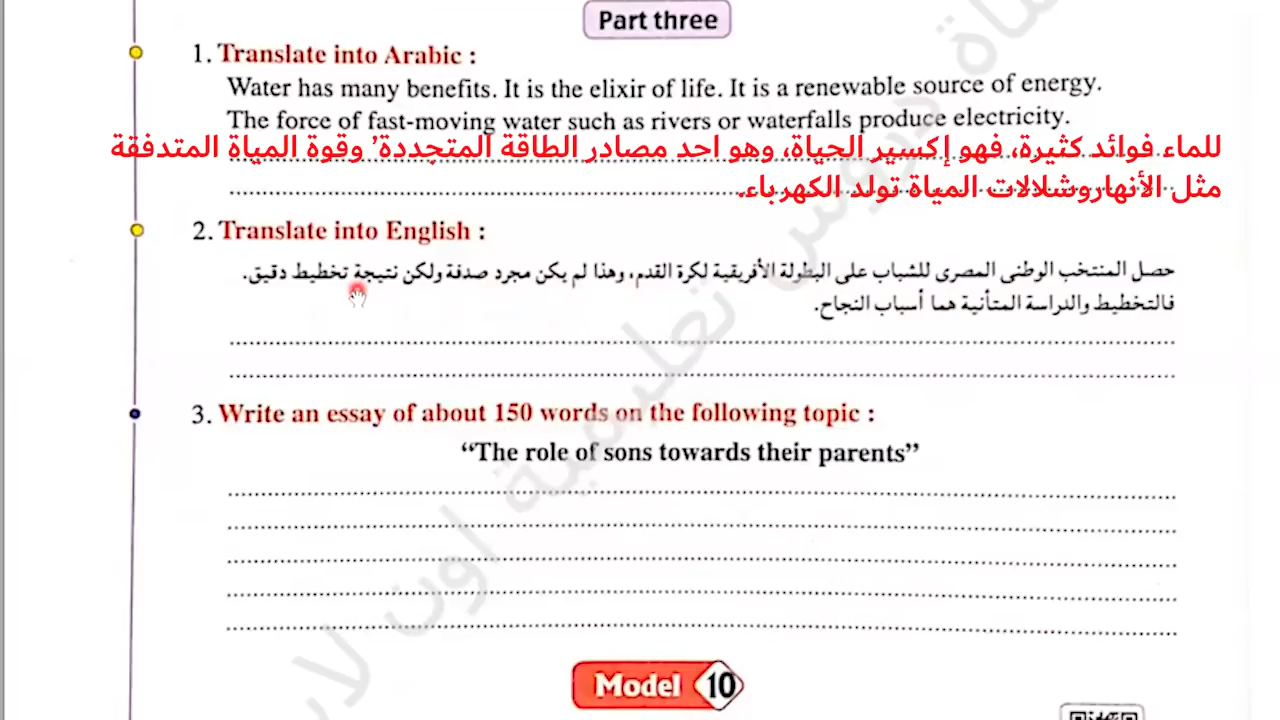 Part three
1. Translate into Arabic :
Water has many benefits. It is the elixir of life. It is a renewable source of energy.
The force of fast-moving water such as rivers or waterfalls produce electricity.
للماء فوائد كثيرة، فهو إكسير الحياة، وهو احد مصادر الطاقة المتجددة٬ وقوة المياة المتدفقة
مثل الأنهاروشلالات المياة تولد الكهرباء.
2. Translate into English :
حصل المنتخب الوطنى المصرى للشباب على البطولة الأفريقية لكرة القدم، وهذا لم يكن مجرد صدفة ولكن نتيجة تخطيط دقيق.
فالتخطيط والدراسة المتأنية هما أسباب النجاح.
3. Write an essay of about 150 words on the following topic :
“The role of sons towards their parents”
Model 10